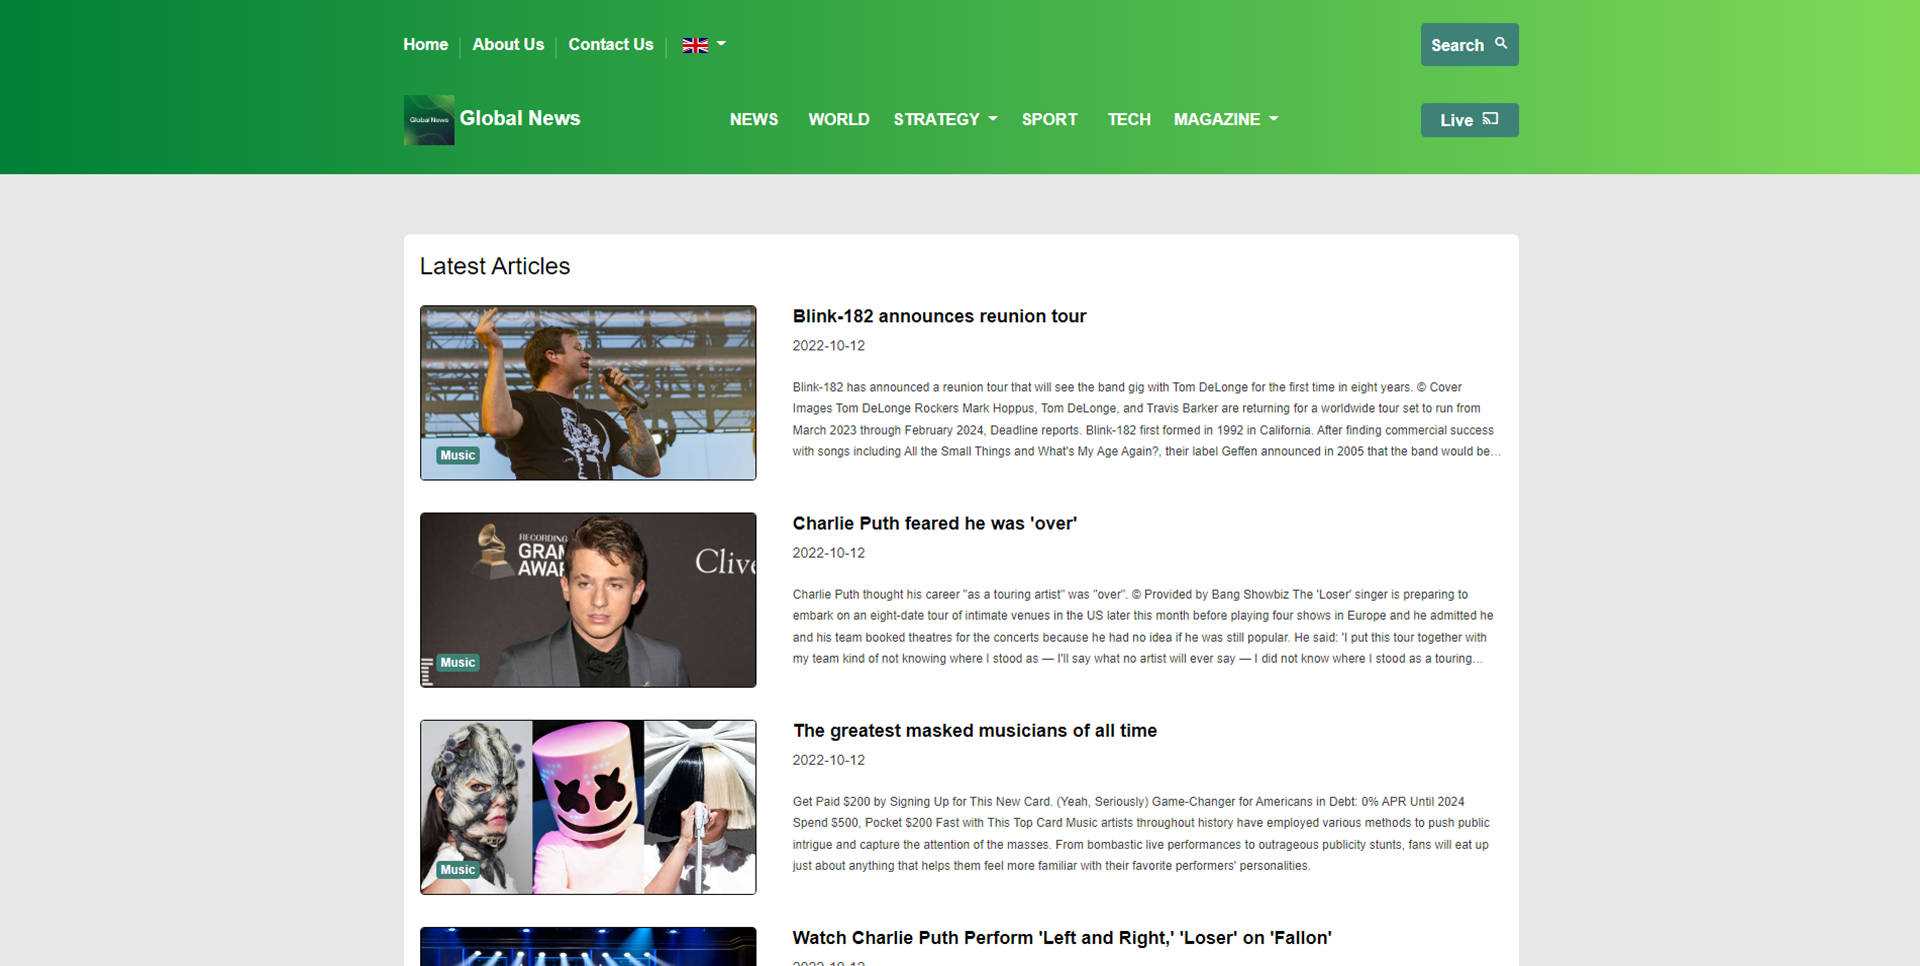 Home
About Us
Contact Us
Search
Global News
Global News
NEWS
WORLD
STRATEGY
SPORT
TECH
MAGAZINE
Live
Latest Articles
Music
Blink-182 announces reunion tour
2022-10-12
Blink-182 has announced a reunion tour that will see the band gig with Tom DeLonge for the first time in eight years. © Cover
Images Tom DeLonge Rockers Mark Hoppus, Tom DeLonge, and Travis Barker are returning for a worldwide tour set to run from
March 2023 through February 2024, Deadline reports. Blink-182 first formed in 1992 in California. After finding commercial success
with songs including All the Small Things and What's My Age Again?, their label Geffen announced in 2005 that the band would be…
RECORDING
GRAM
AWAR
Clive
Music
Charlie Puth feared he was 'over'
2022-10-12
Charlie Puth thought his career "as a touring artist" was "over". © Provided by Bang Showbiz The 'Loser' singer is preparing to
embark on an eight-date tour of intimate venues in the US later this month before playing four shows in Europe and he admitted he
and his team booked theatres for the concerts because he had no idea if he was still popular. He said: 'I put this tour together with
my team kind of not knowing where I stood as — I'll say what no artist will ever say — I did not know where I stood as a touring…
Music
The greatest masked musicians of all time
2022-10-12
Get Paid $200 by Signing Up for This New Card. (Yeah, Seriously) Game-Changer for Americans in Debt: 0% APR Until 2024
Spend $500, Pocket $200 Fast with This Top Card Music artists throughout history have employed various methods to push public
intrigue and capture the attention of the masses. From bombastic live performances to outrageous publicity stunts, fans will eat up
just about anything that helps them feel more familiar with their favorite performers' personalities.
Watch Charlie Puth Perform 'Left and Right,' 'Loser' on 'Fallon'
2022-10-12